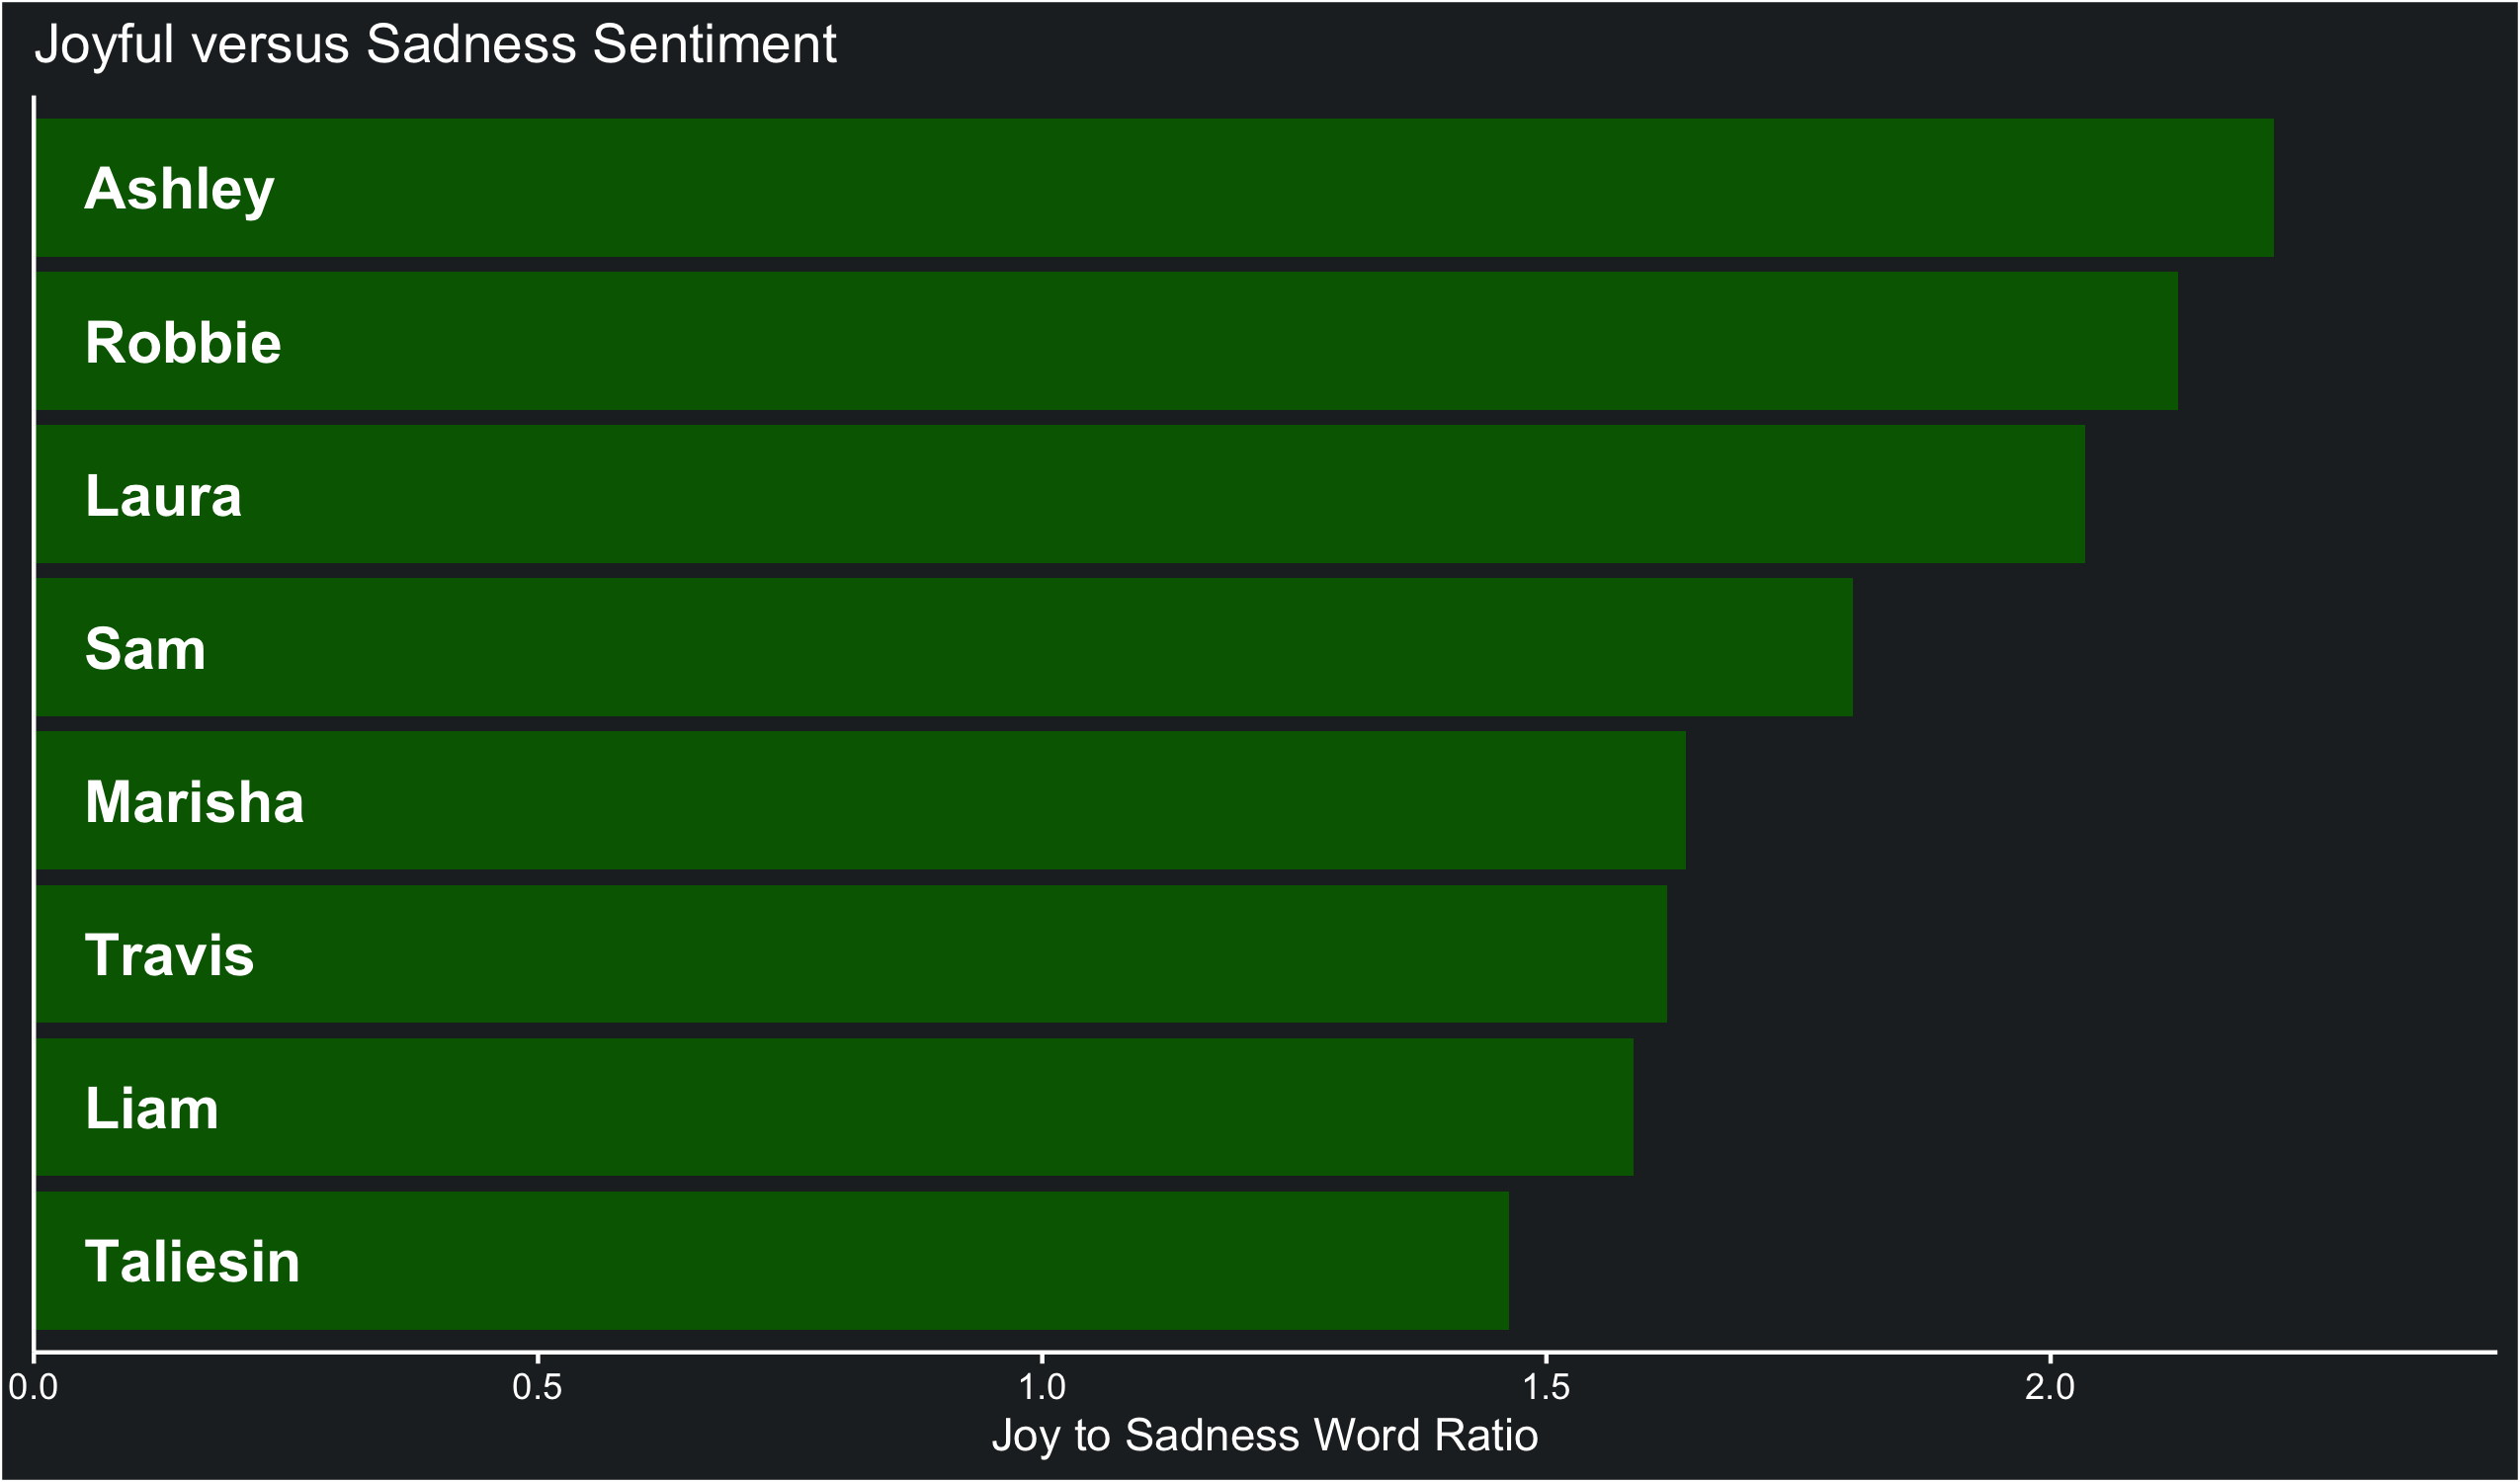 Joyful versus Sadness Sentiment
Ashley
Robbie
Laura
Sam
Marisha
Travis
Liam
Taliesin
0.0 0.5 1.0 1.5 2.0
Joy to Sadness Word Ratio